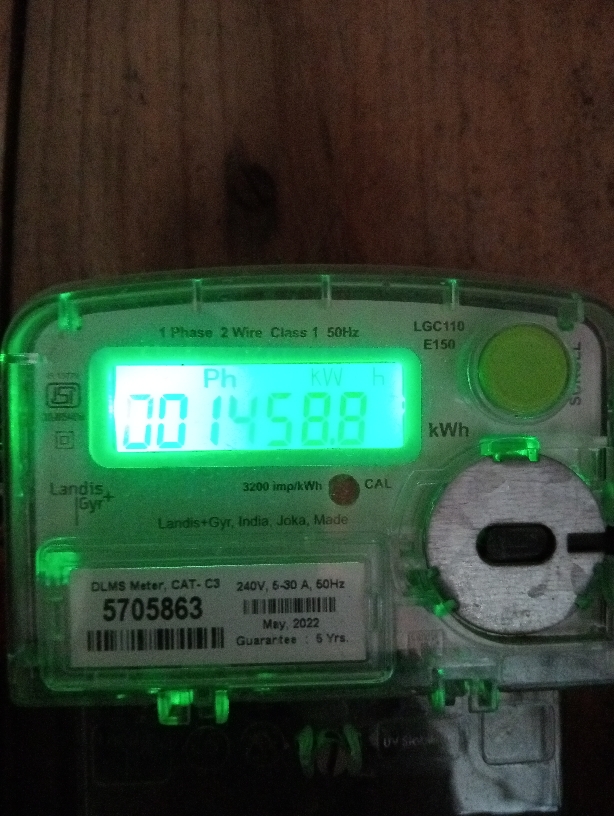 1 Phase 2 Wire Class 1 50Hz
LGC110
E150
SCROLL
Ph kW h
001458.8
kWh
Landis
Gyr+
3200 imp/kWh CAL
Landis+Gyr, India, Joka, Made
DLMS Meter, CAT- C3
5705863
240V, 5-30 A, 50Hz
May, 2022
Guarantee : 5 Yrs.